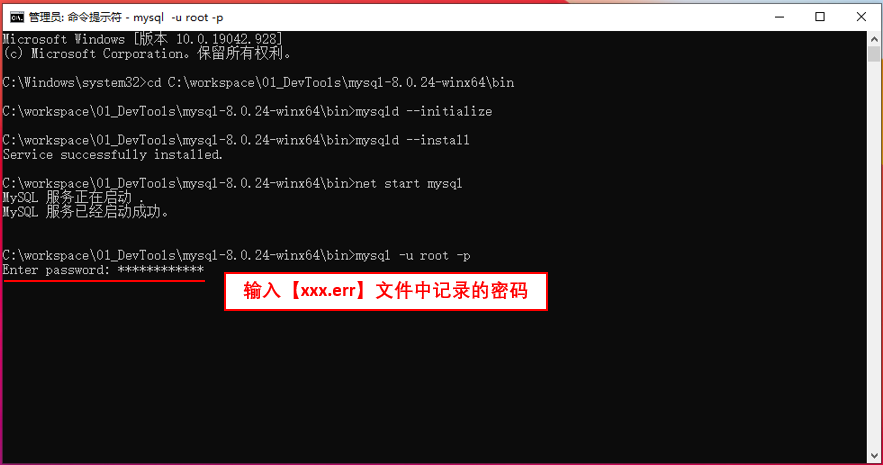 管理员: 命令提示符 - mysql -u root -p
Microsoft Windows [版本 10.0.19042.928]
(c) Microsoft Corporation。保留所有权利。
C:\Windows\system32>cd C:\workspace\01_DevTools\mysql-8.0.24-winx64\bin
C:\workspace\01_DevTools\mysql-8.0.24-winx64\bin>mysqld --initialize
C:\workspace\01_DevTools\mysql-8.0.24-winx64\bin>mysqld --install
Service successfully installed.
C:\workspace\01_DevTools\mysql-8.0.24-winx64\bin>net start mysql
MySQL 服务正在启动 .
MySQL 服务已经启动成功。
C:\workspace\01_DevTools\mysql-8.0.24-winx64\bin>mysql -u root -p
Enter password: ************
输入【xxx.err】文件中记录的密码